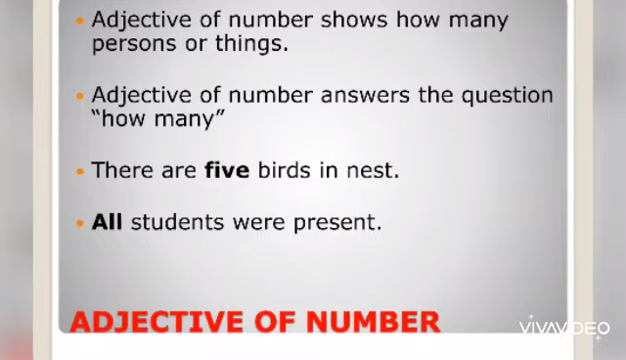 Adjective of number shows how many
persons or things.
Adjective of number answers the question
“how many”
There are five birds in nest.
All students were present.
ADJECTIVE OF NUMBER
VIVAVIDEO